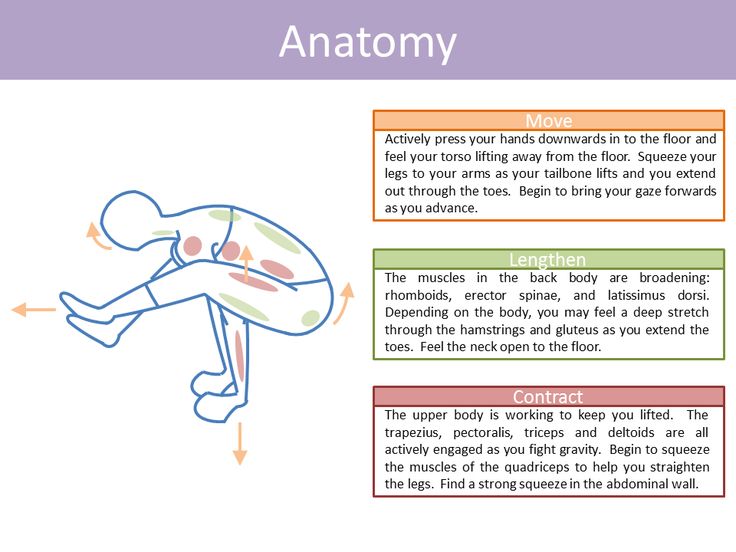 Anatomy
Move
Actively press your hands downwards in to the floor and
feel your torso lifting away from the floor. Squeeze your
legs to your arms as your tailbone lifts and you extend
out through the toes. Begin to bring your gaze forwards
as you advance.
Lengthen
The muscles in the back body are broadening:
rhomboids, erector spinae, and latissimus dorsi.
Depending on the body, you may feel a deep stretch
through the hamstrings and gluteus as you extend the
toes. Feel the neck open to the floor.
Contract
The upper body is working to keep you lifted. The
trapezius, pectoralis, triceps and deltoids are all
actively engaged as you fight gravity. Begin to squeeze
the muscles of the quadriceps to help you straighten
the legs. Find a strong squeeze in the abdominal wall.